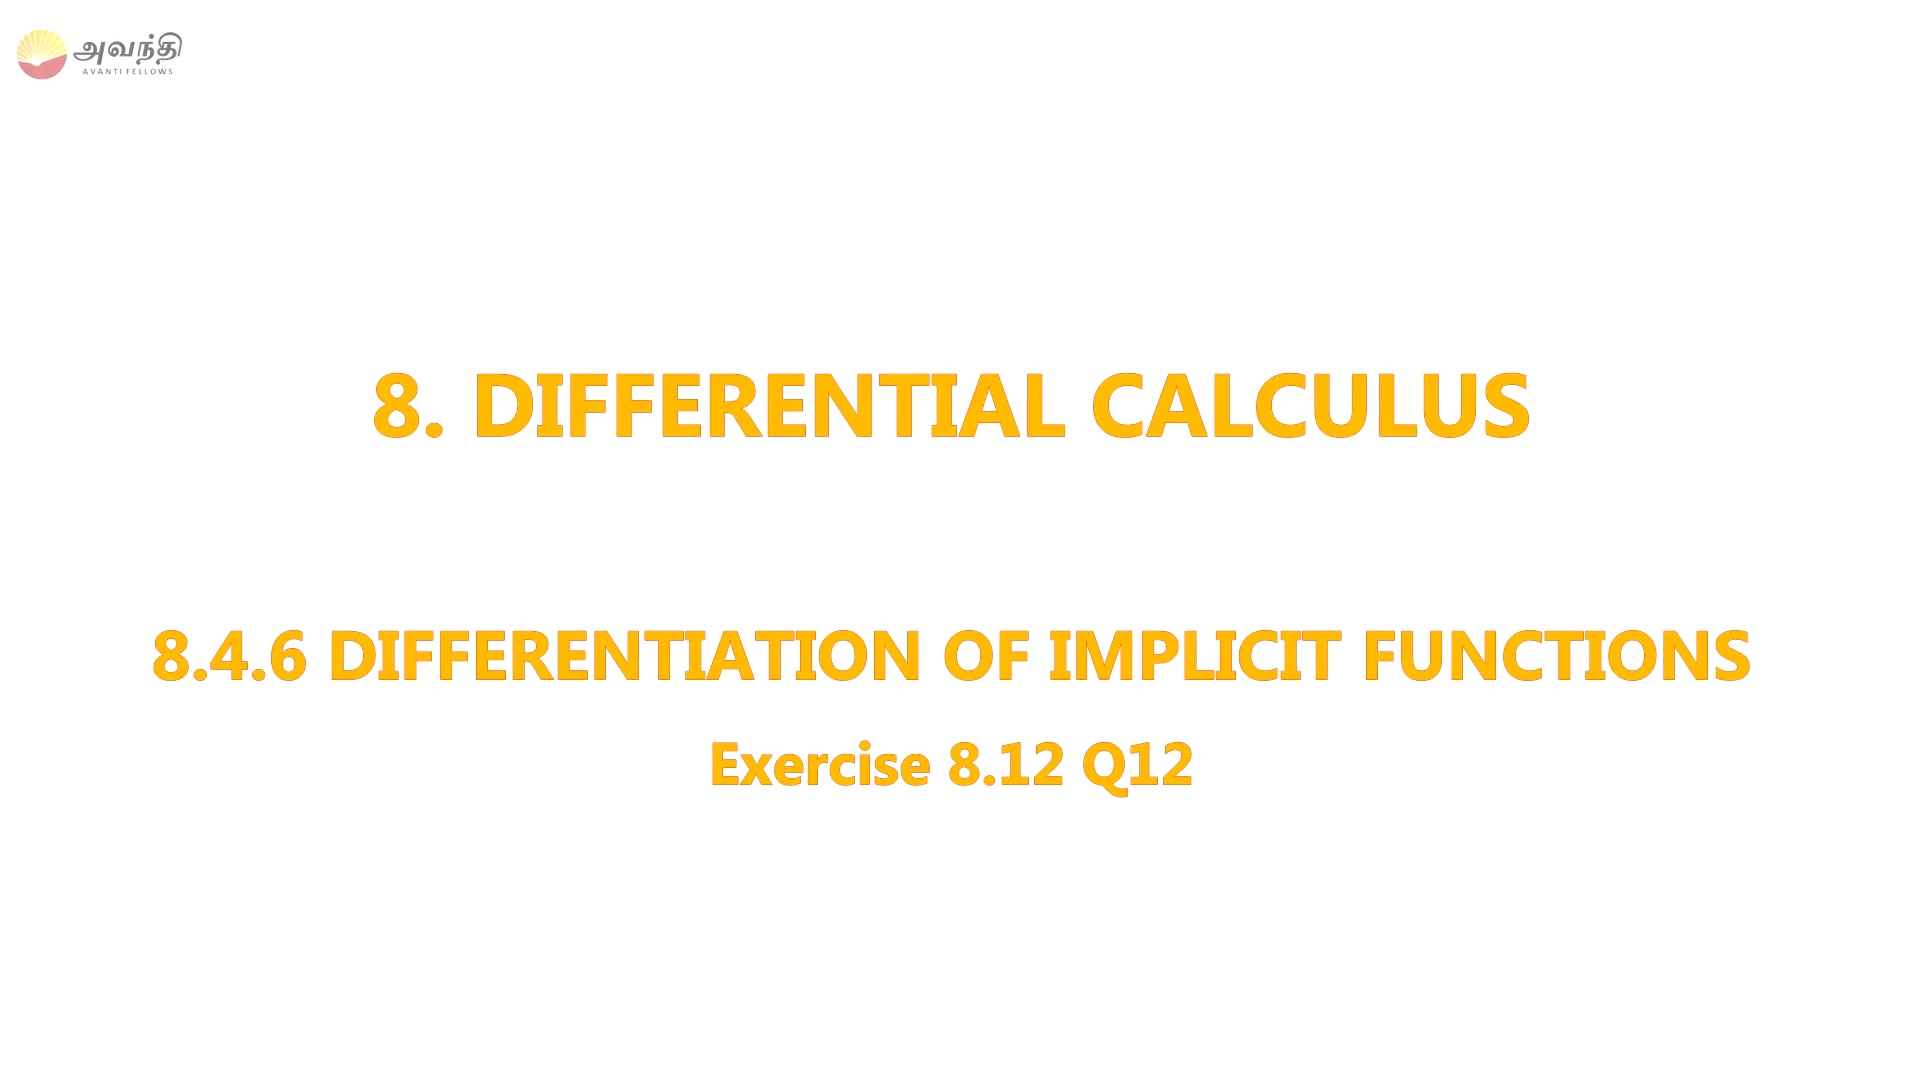 அவந்தி
AVANTI FELLOWS
8. DIFFERENTIAL CALCULUS
8.4.6 DIFFERENTIATION OF IMPLICIT FUNCTIONS
Exercise 8.12 Q12